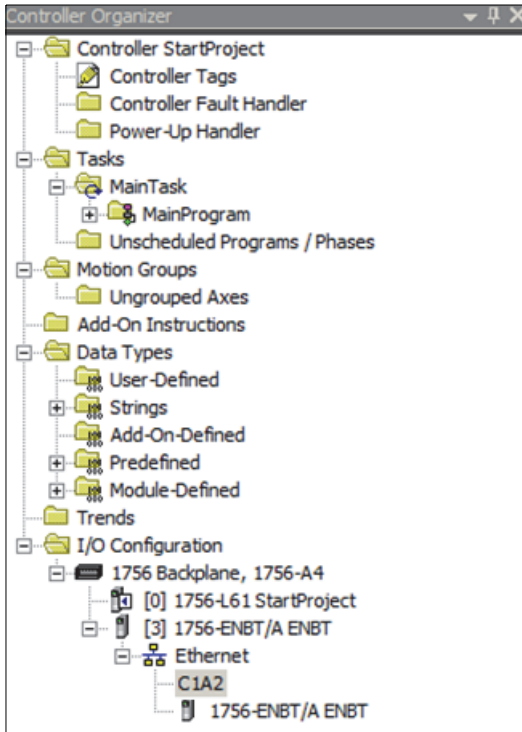 Controller Organizer
Controller StartProject
Controller Tags
Controller Fault Handler
Power-Up Handler
Tasks
MainTask
MainProgram
Unscheduled Programs / Phases
Motion Groups
Ungrouped Axes
Add-On Instructions
Data Types
User-Defined
Strings
Add-On-Defined
Predefined
Module-Defined
Trends
I/O Configuration
1756 Backplane, 1756-A4
[0] 1756-L61 StartProject
[3] 1756-ENBT/A ENBT
Ethernet
C1A2
1756-ENBT/A ENBT